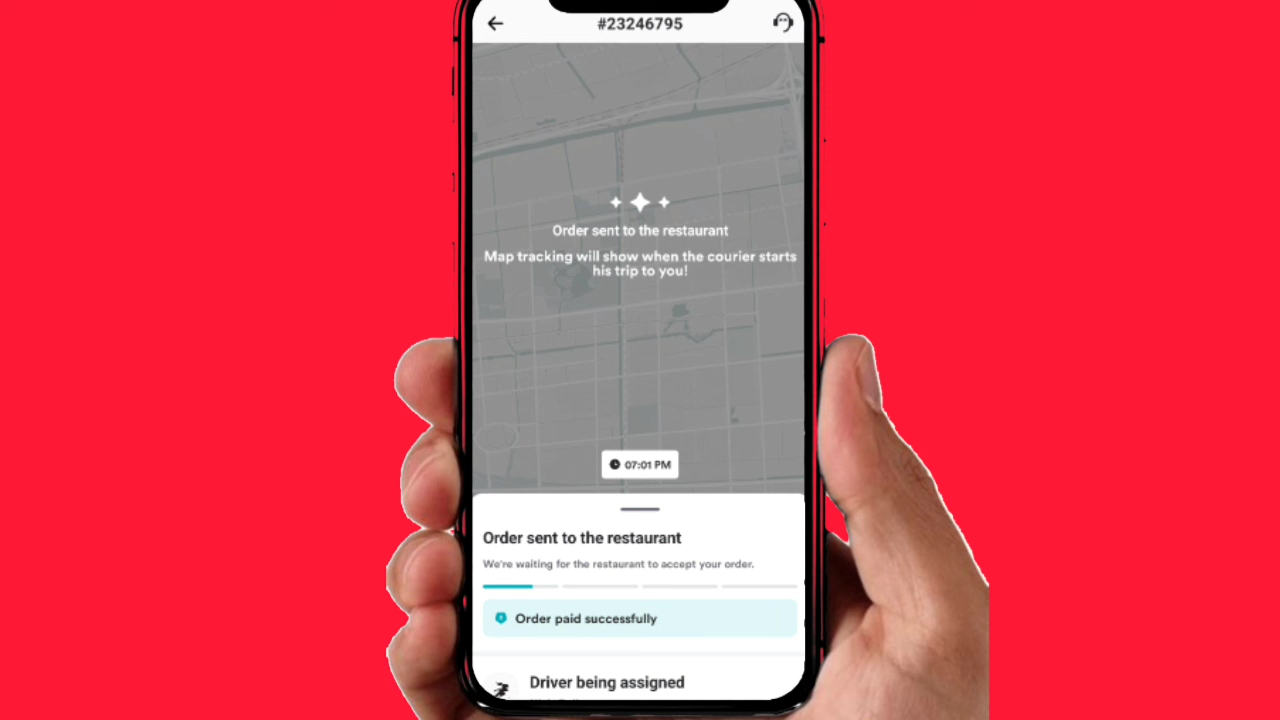 #23246795
Order sent to the restaurant
Map tracking will show when the courier starts
his trip to you!
07:01 PM
Order sent to the restaurant
We're waiting for the restaurant to accept your order.
Order paid successfully
Driver being assigned